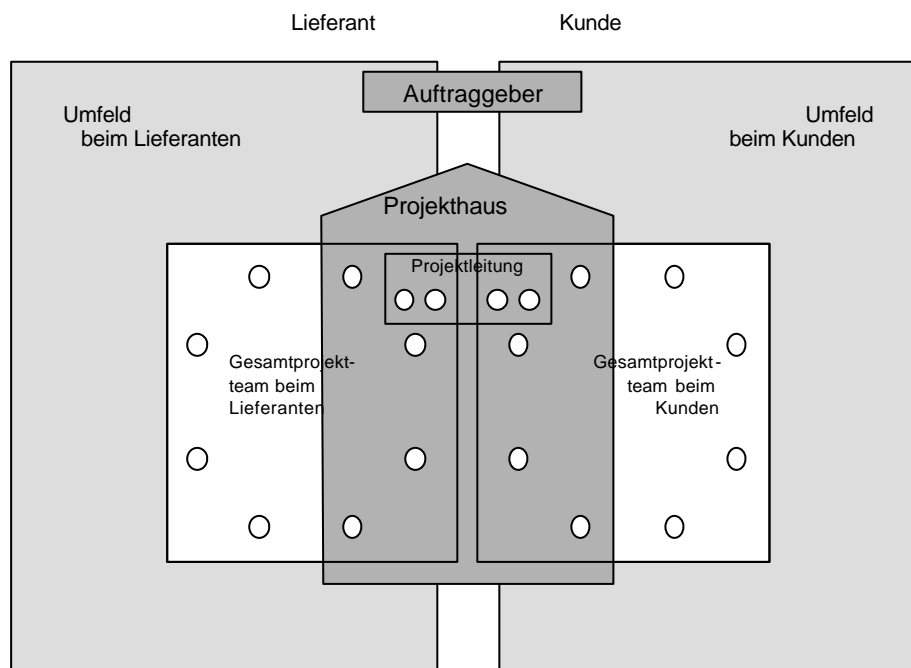 Lieferant
Kunde
Auftraggeber
Umfeld
beim Lieferanten
Umfeld
beim Kunden
Projekthaus
Projektleitung
Gesamtprojekt-
team beim
Lieferanten
Gesamtprojekt-
team beim
Kunden